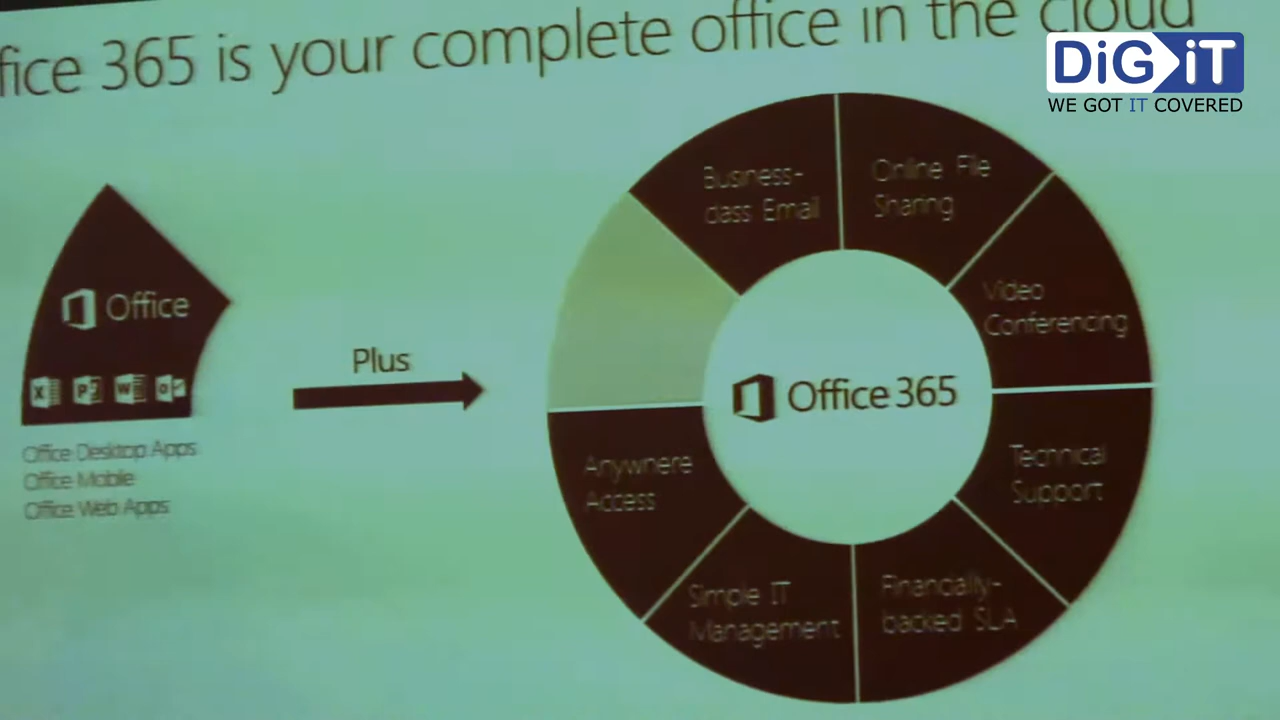 fice 365 is your complete office in the cloud
DiGiT
WE GOT IT COVERED
Office
Office Desktop Apps
Office Mobile
Office Web Apps
Plus
Business-
class Email
Online File
Sharing
Video
Conferencing
Technical
Support
Financially-
backed SLA
Simple IT
Management
Anywhere
Access
Office 365